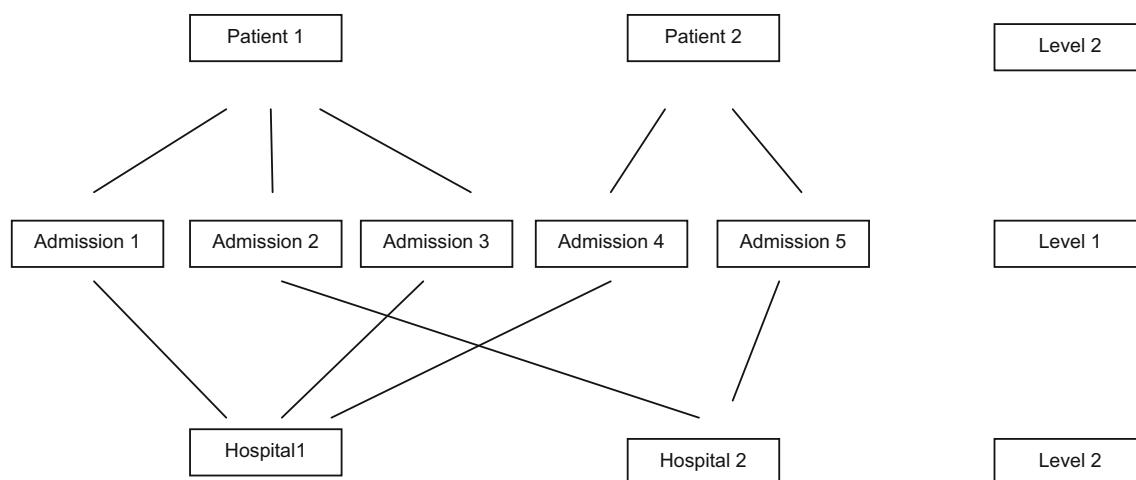 Patient 1
Patient 2
Level 2
Admission 1
Admission 2
Admission 3
Admission 4
Admission 5
Level 1
Hospital1
Hospital 2
Level 2